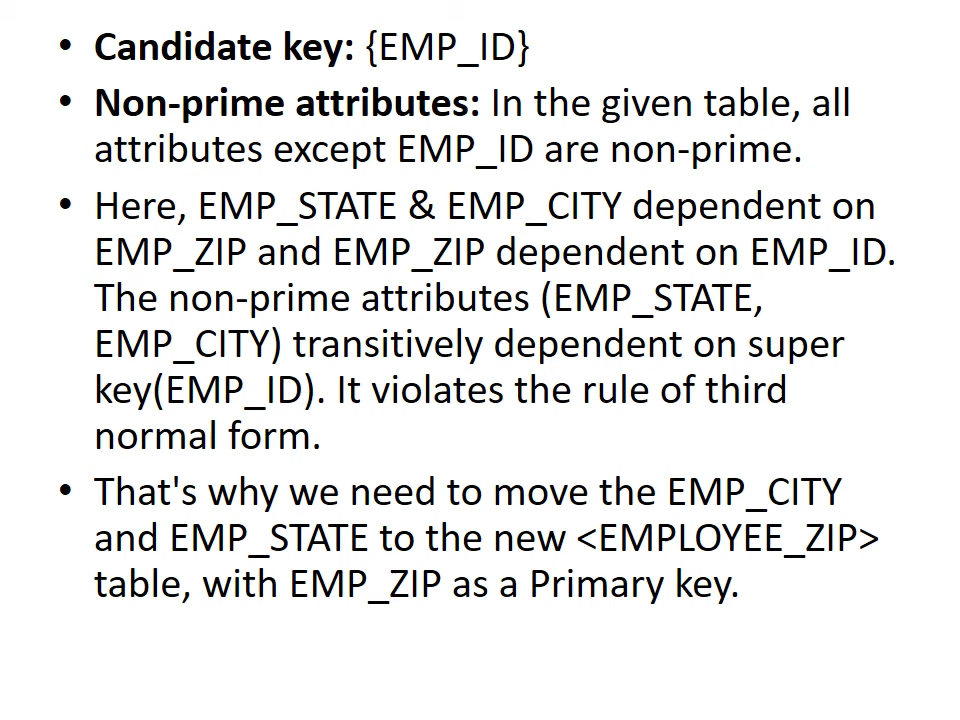 • Candidate key: {EMP_ID}
• Non-prime attributes: In the given table, all
attributes except EMP_ID are non-prime.
• Here, EMP_STATE & EMP_CITY dependent on
EMP_ZIP and EMP_ZIP dependent on EMP_ID.
The non-prime attributes (EMP_STATE,
EMP_CITY) transitively dependent on super
key(EMP_ID). It violates the rule of third
normal form.
• That's why we need to move the EMP_CITY
and EMP_STATE to the new <EMPLOYEE_ZIP>
table, with EMP_ZIP as a Primary key.